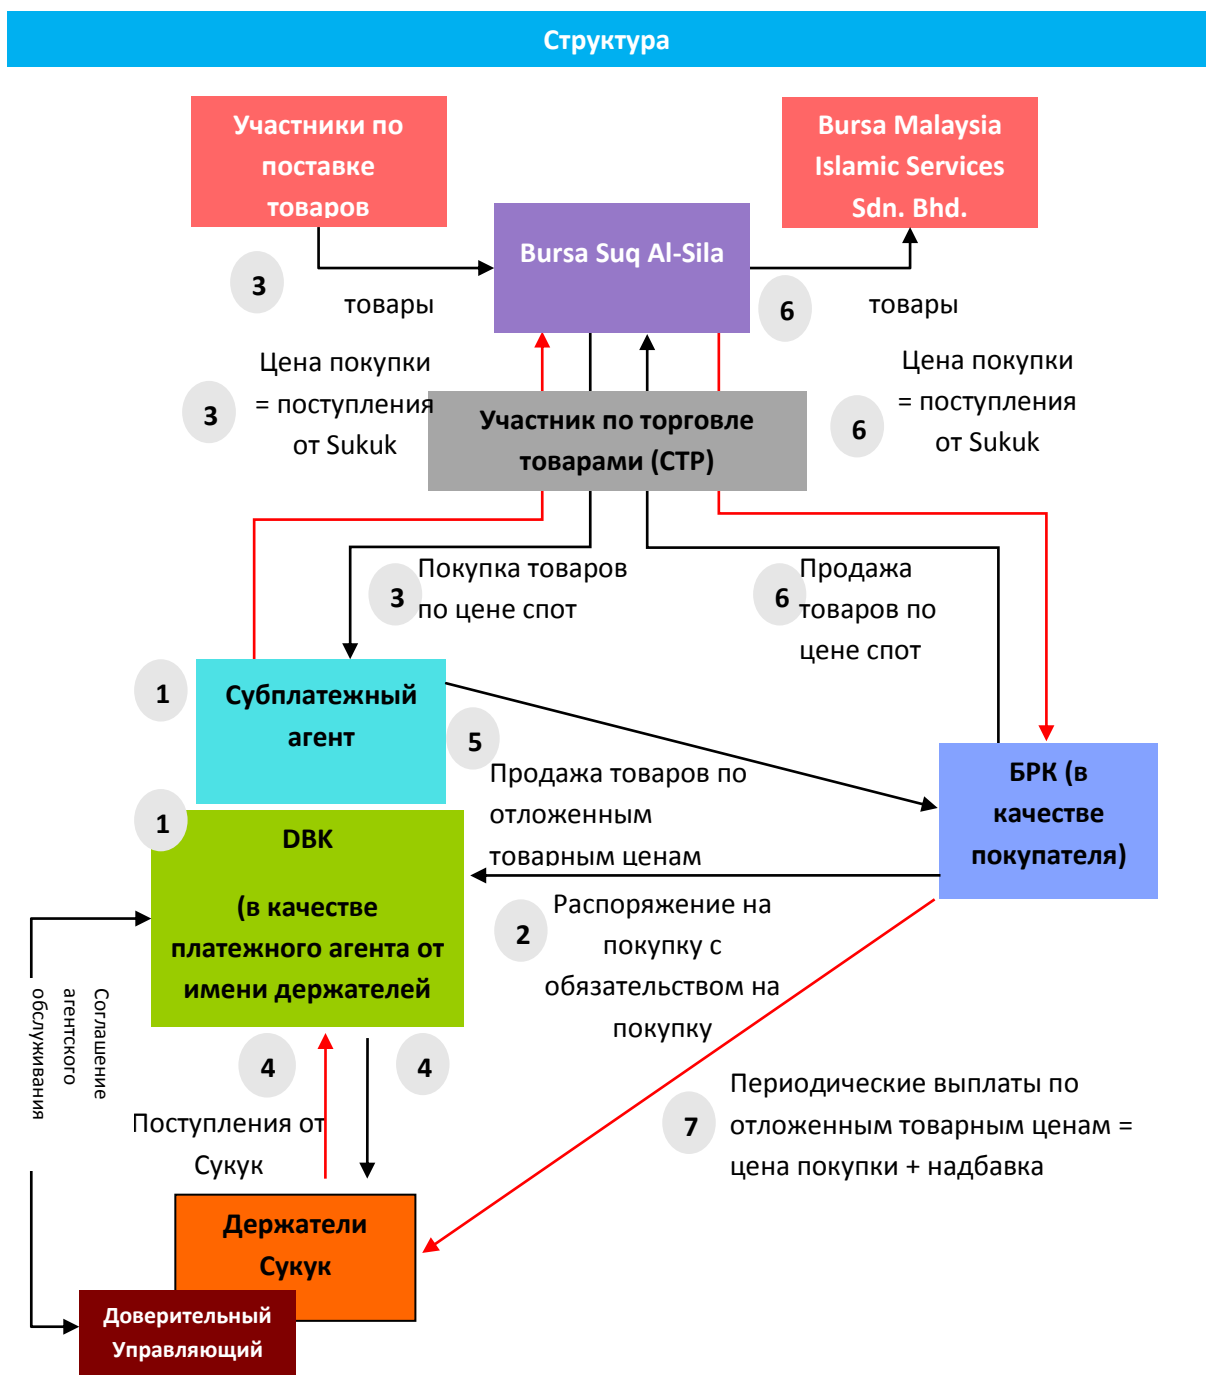 Структура
Участники по
поставке
товаров
Bursa Malaysia
Islamic Services
Sdn. Bhd.
Bursa Suq Al-Sila
3
товары
6
товары
Цена покупки
= поступления
от Sukuk
3
Цена покупки
= поступления
от Sukuk
6
Участник по торговле
товарами (СТР)
3
Покупка товаров
по цене спот
6
Продажа
товаров по
цене спот
1
Субплатежный
агент
5
Продажа товаров по
отложенным
товарным ценам
БРК (в
качестве
покупателя)
1
DBK
(в качестве
платежного агента от
имени держателей
2
Распоряжение на
покупку с
обязательством на
покупку
Соглашение
агентского
обслуживания
4
4
Поступления от
Сукук
7
Периодические выплаты по
отложенным товарным ценам =
цена покупки + надбавка
Держатели
Сукук
Доверительный
Управляющий